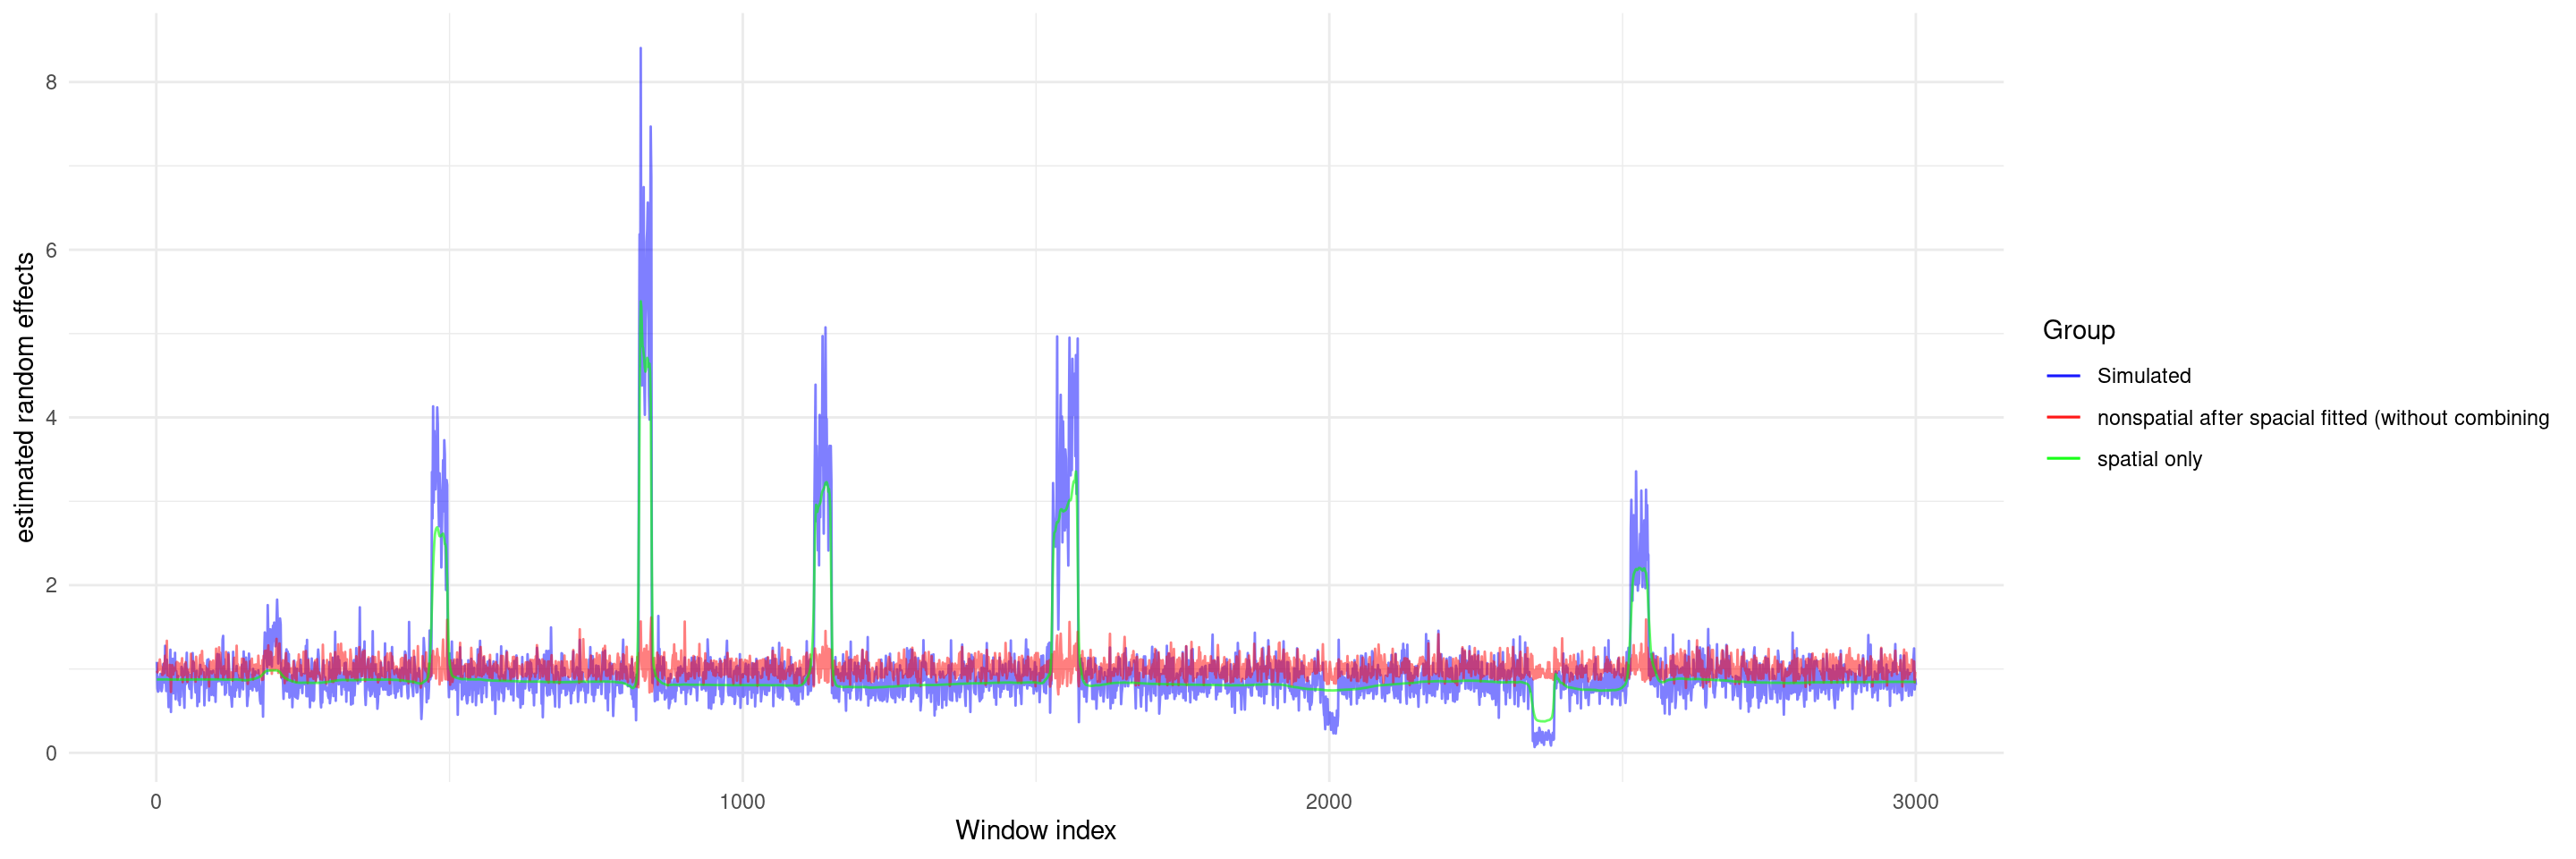 8
6
4
2
0
estimated random effects
0
1000
2000
3000
Window index
Group
Simulated
nonspatial after spacial fitted (without combining
spatial only